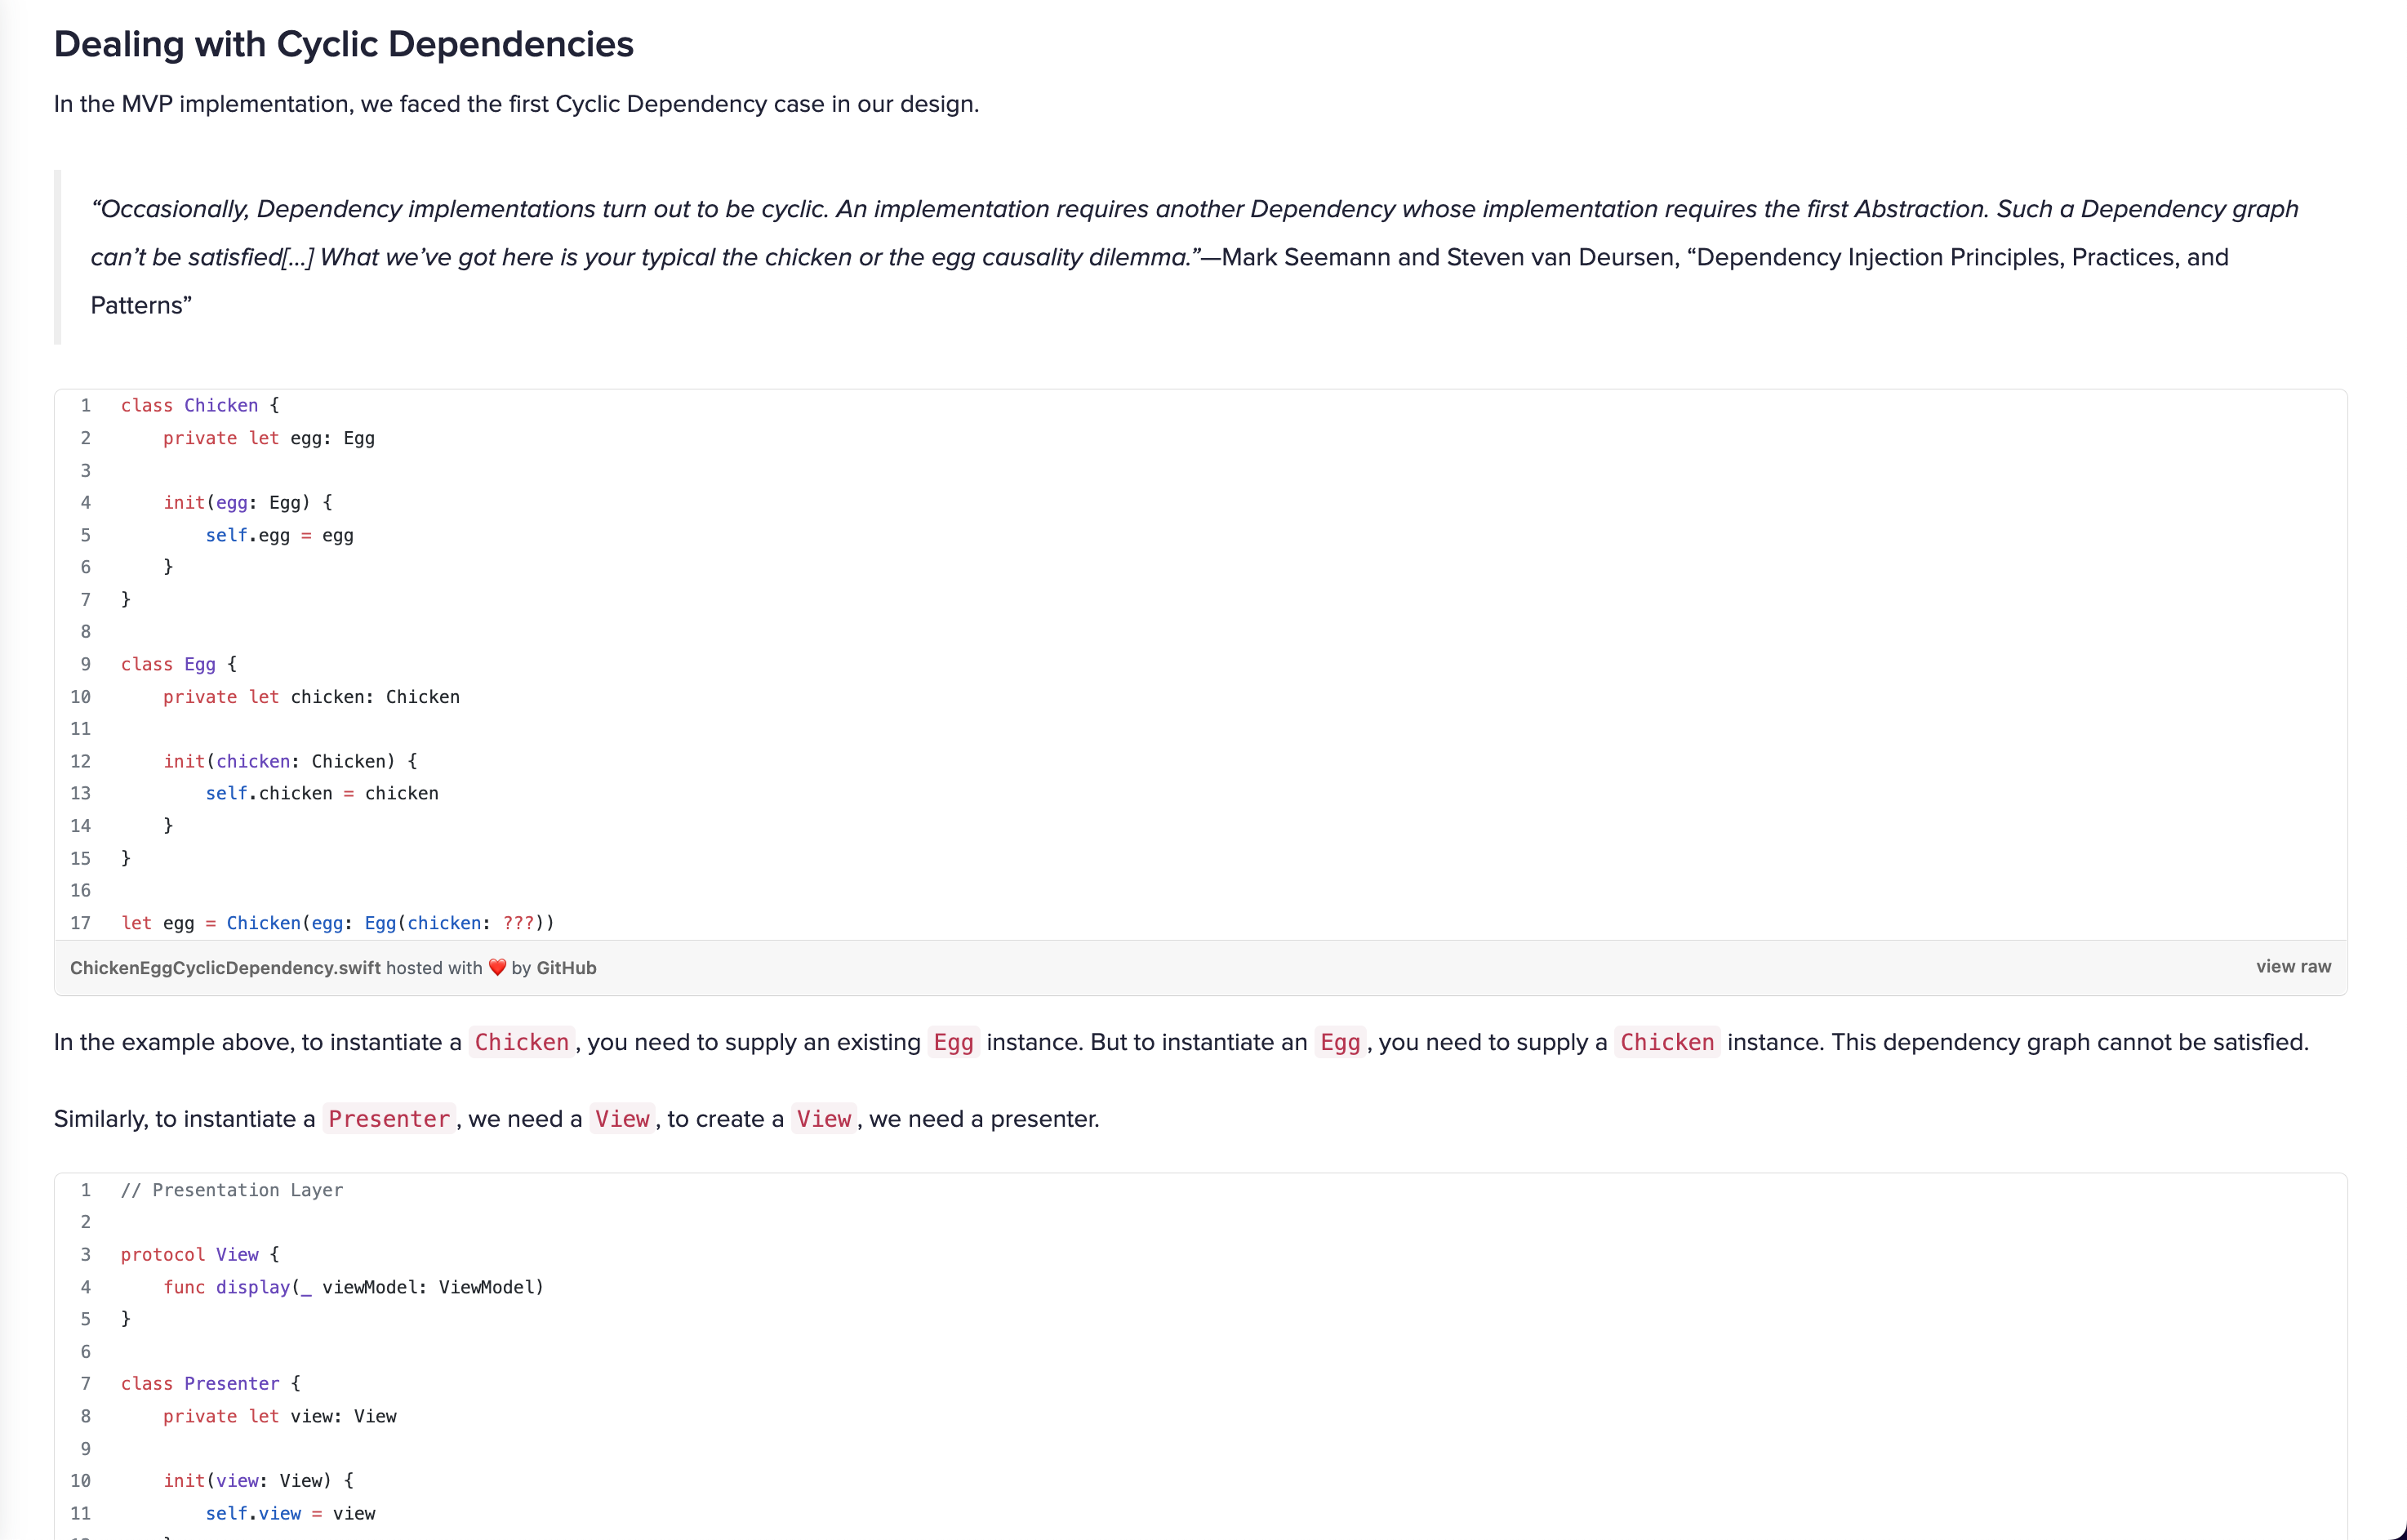 Dealing with Cyclic Dependencies
In the MVP implementation, we faced the first Cyclic Dependency case in our design.
“Occasionally, Dependency implementations turn out to be cyclic. An implementation requires another Dependency whose implementation requires the first Abstraction. Such a Dependency graph
can’t be satisfied[...] What we’ve got here is your typical the chicken or the egg causality dilemma.”—Mark Seemann and Steven van Deursen, “Dependency Injection Principles, Practices, and
Patterns”
1 class Chicken {
2     private let egg: Egg
3
4     init(egg: Egg) {
5         self.egg = egg
6     }
7 }
8
9 class Egg {
10     private let chicken: Chicken
11
12     init(chicken: Chicken) {
13         self.chicken = chicken
14     }
15 }
16
17 let egg = Chicken(egg: Egg(chicken: ???))
ChickenEggCyclicDependency.swift hosted with ❤ by GitHub view raw
In the example above, to instantiate a Chicken, you need to supply an existing Egg instance. But to instantiate an Egg, you need to supply a Chicken instance. This dependency graph cannot be satisfied.
Similarly, to instantiate a Presenter, we need a View, to create a View, we need a presenter.
1 // Presentation Layer
2
3 protocol View {
4     func display(_ viewModel: ViewModel)
5 }
6
7 class Presenter {
8     private let view: View
9
10     init(view: View) {
11         self.view = view